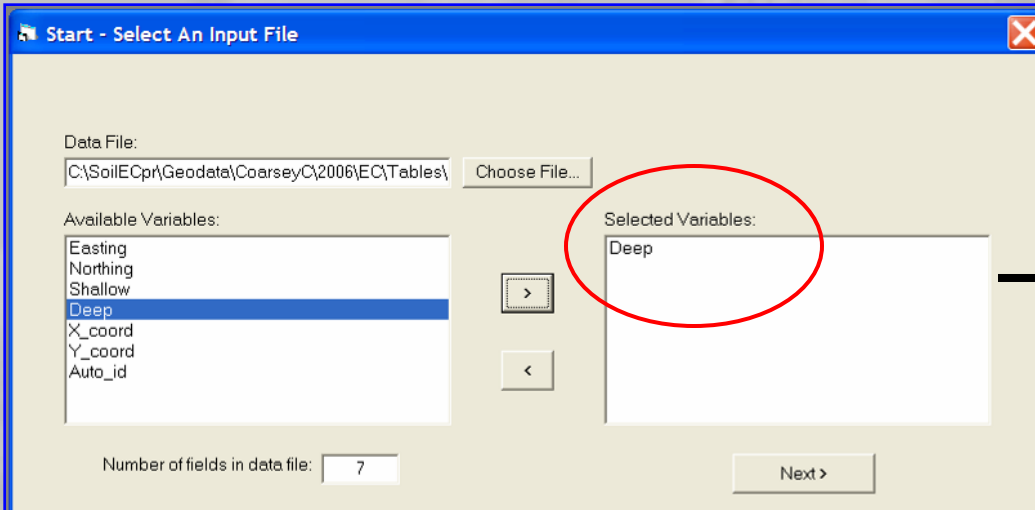 Start - Select An Input File
Data File:
C:\SoilECpr\Geodata\CoarseyC\2006\EC\Tables\
Choose File...
Available Variables:
Selected Variables:
Easting
Northing
Shallow
Deep
X_coord
Y_coord
Auto_id
Deep
>
<
Number of fields in data file: 7
Next >